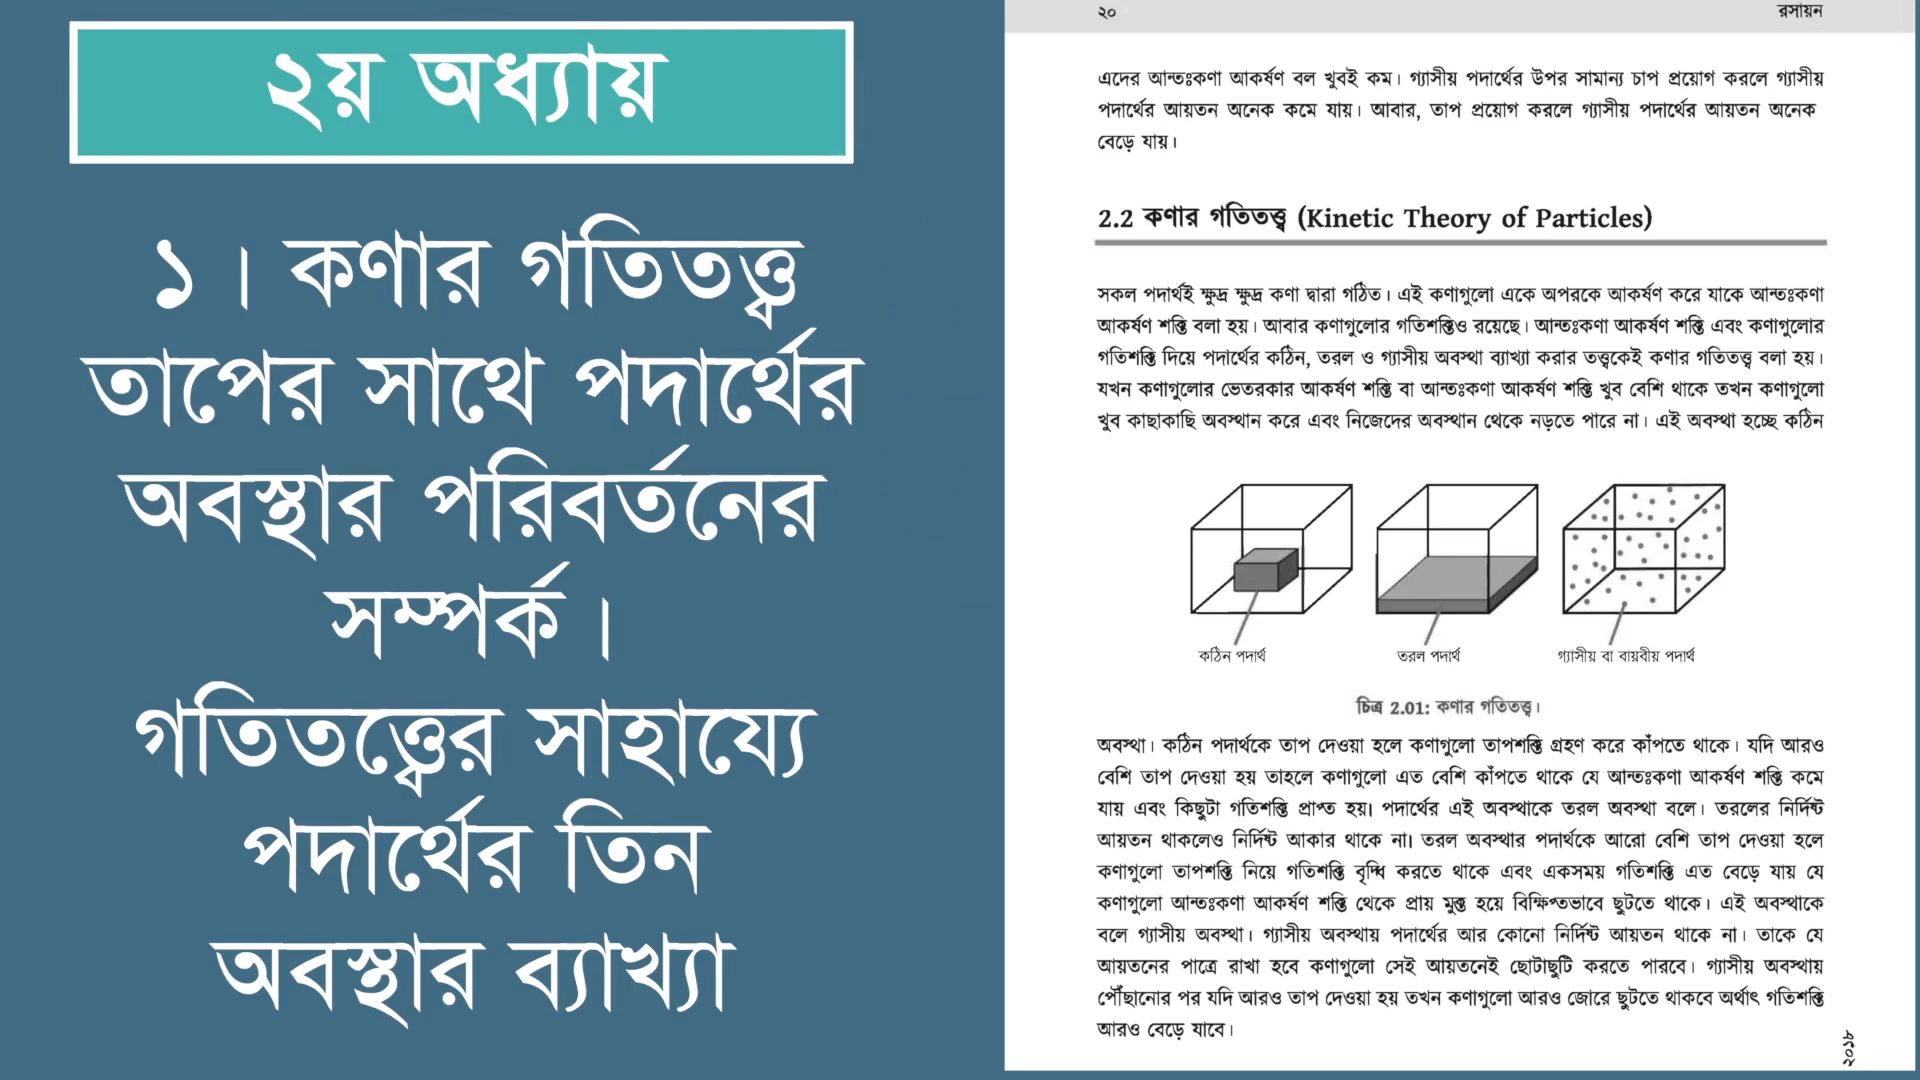 ২য় অধ্যায়
১। কণার গতিতত্ত্ব
তাপের সাথে পদার্থের
অবস্থার পরিবর্তনের
সম্পর্ক।
গতিতত্ত্বের সাহায্যে
পদার্থের তিন
অবস্থার ব্যাখ্যা
২০
রসায়ন
এদের আন্তঃকণা আকর্ষণ বল খুবই কম। গ্যাসীয় পদার্থের উপর সামান্য চাপ প্রয়োগ করলে গ্যাসীয়
পদার্থের আয়তন অনেক কমে যায়। আবার, তাপ প্রয়োগ করলে গ্যাসীয় পদার্থের আয়তন অনেক
বেড়ে যায়।
2.2 কণার গতিতত্ত্ব (Kinetic Theory of Particles)
সকল পদার্থই ক্ষুদ্র ক্ষুদ্র কণা দ্বারা গঠিত। এই কণাগুলো একে অপরকে আকর্ষণ করে যাকে আন্তঃকণা
আকর্ষণ শক্তি বলা হয়। আবার কণাগুলোর গতিশক্তিও রয়েছে। আন্তঃকণা আকর্ষণ শক্তি এবং কণাগুলোর
গতিশক্তি দিয়ে পদার্থের কঠিন, তরল ও গ্যাসীয় অবস্থা ব্যাখ্যা করার তত্ত্বকেই কণার গতিতত্ত্ব বলা হয়।
যখন কণাগুলোর ভেতরকার আকর্ষণ শক্তি বা আন্তঃকণা আকর্ষণ শক্তি খুব বেশি থাকে তখন কণাগুলো
খুব কাছাকাছি অবস্থান করে এবং নিজেদের অবস্থান থেকে নড়তে পারে না। এই অবস্থা হচ্ছে কঠিন
কঠিন পদার্থ
তরল পদার্থ
গ্যাসীয় বা বায়বীয় পদার্থ
চিত্র 2.01: কণার গতিতত্ত্ব।
অবস্থা। কঠিন পদার্থকে তাপ দেওয়া হলে কণাগুলো তাপশক্তি গ্রহণ করে কাঁপতে থাকে। যদি আরও
বেশি তাপ দেওয়া হয় তাহলে কণাগুলো এত বেশি কাঁপতে থাকে যে আন্তঃকণা আকর্ষণ শক্তি কমে
যায় এবং কিছুটা গতিশক্তি প্রাপ্ত হয়। পদার্থের এই অবস্থাকে তরল অবস্থা বলে। তরলের নির্দিষ্ট
আয়তন থাকলেও নির্দিষ্ট আকার থাকে না। তরল অবস্থার পদার্থকে আরো বেশি তাপ দেওয়া হলে
কণাগুলো তাপশক্তি নিয়ে গতিশক্তি বৃদ্ধি করতে থাকে এবং একসময় গতিশক্তি এত বেড়ে যায় যে
কণাগুলো আন্তঃকণা আকর্ষণ শক্তি থেকে প্রায় মুক্ত হয়ে বিক্ষিপ্তভাবে ছুটতে থাকে। এই অবস্থাকে
বলে গ্যাসীয় অবস্থা। গ্যাসীয় অবস্থায় পদার্থের আর কোনো নির্দিষ্ট আয়তন থাকে না। তাকে যে
আয়তনের পাত্রে রাখা হবে কণাগুলো সেই আয়তনেই ছোটাছুটি করতে পারবে। গ্যাসীয় অবস্থায়
পৌঁছানোর পর যদি আরও তাপ দেওয়া হয় তখন কণাগুলো আরও জোরে ছুটতে থাকবে অর্থাৎ গতিশক্তি
আরও বেড়ে যাবে।
২০১৮